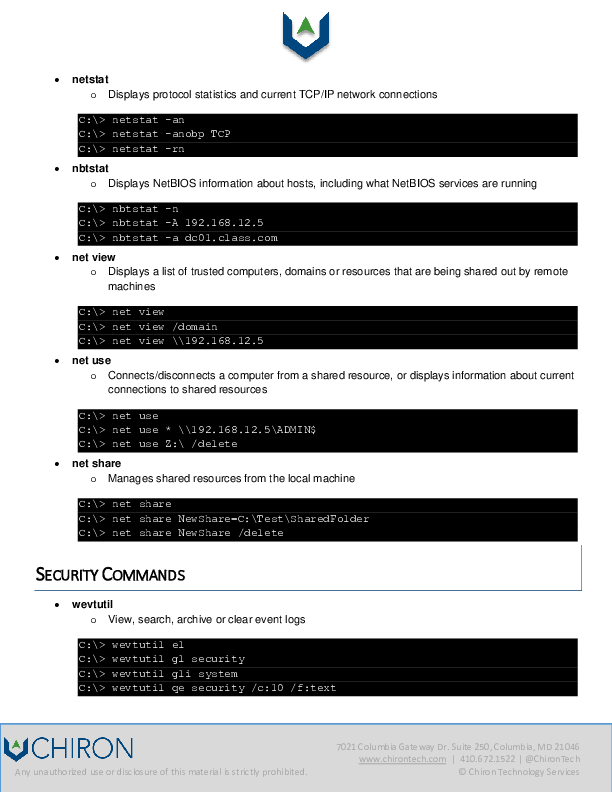 • netstat
o Displays protocol statistics and current TCP/IP network connections
C:\> netstat -an
C:\> netstat -anobp TCP
C:\> netstat -rn
• nbtstat
o Displays NetBIOS information about hosts, including what NetBIOS services are running
C:\> nbtstat -n
C:\> nbtstat -A 192.168.12.5
C:\> nbtstat -a dc01.class.com
• net view
o Displays a list of trusted computers, domains or resources that are being shared out by remote
machines
C:\> net view
C:\> net view /domain
C:\> net view \\192.168.12.5
• net use
o Connects/disconnects a computer from a shared resource, or displays information about current
connections to shared resources
C:\> net use
C:\> net use * \\192.168.12.5\ADMIN$
C:\> net use Z:\ /delete
• net share
o Manages shared resources from the local machine
C:\> net share
C:\> net share NewShare=C:\Test\SharedFolder
C:\> net share NewShare /delete
SECURITY COMMANDS
• wevtutil
o View, search, archive or clear event logs
C:\> wevtutil el
C:\> wevtutil gl security
C:\> wevtutil gli system
C:\> wevtutil qe security /c:10 /f:text
CHIRON
7021 Columbia Gateway Dr. Suite 250, Columbia, MD 21046
www.chirontech.com | 410.672.1522 | @ChironTech
Any unauthorized use or disclosure of this material is strictly prohibited.
© Chiron Technology Services